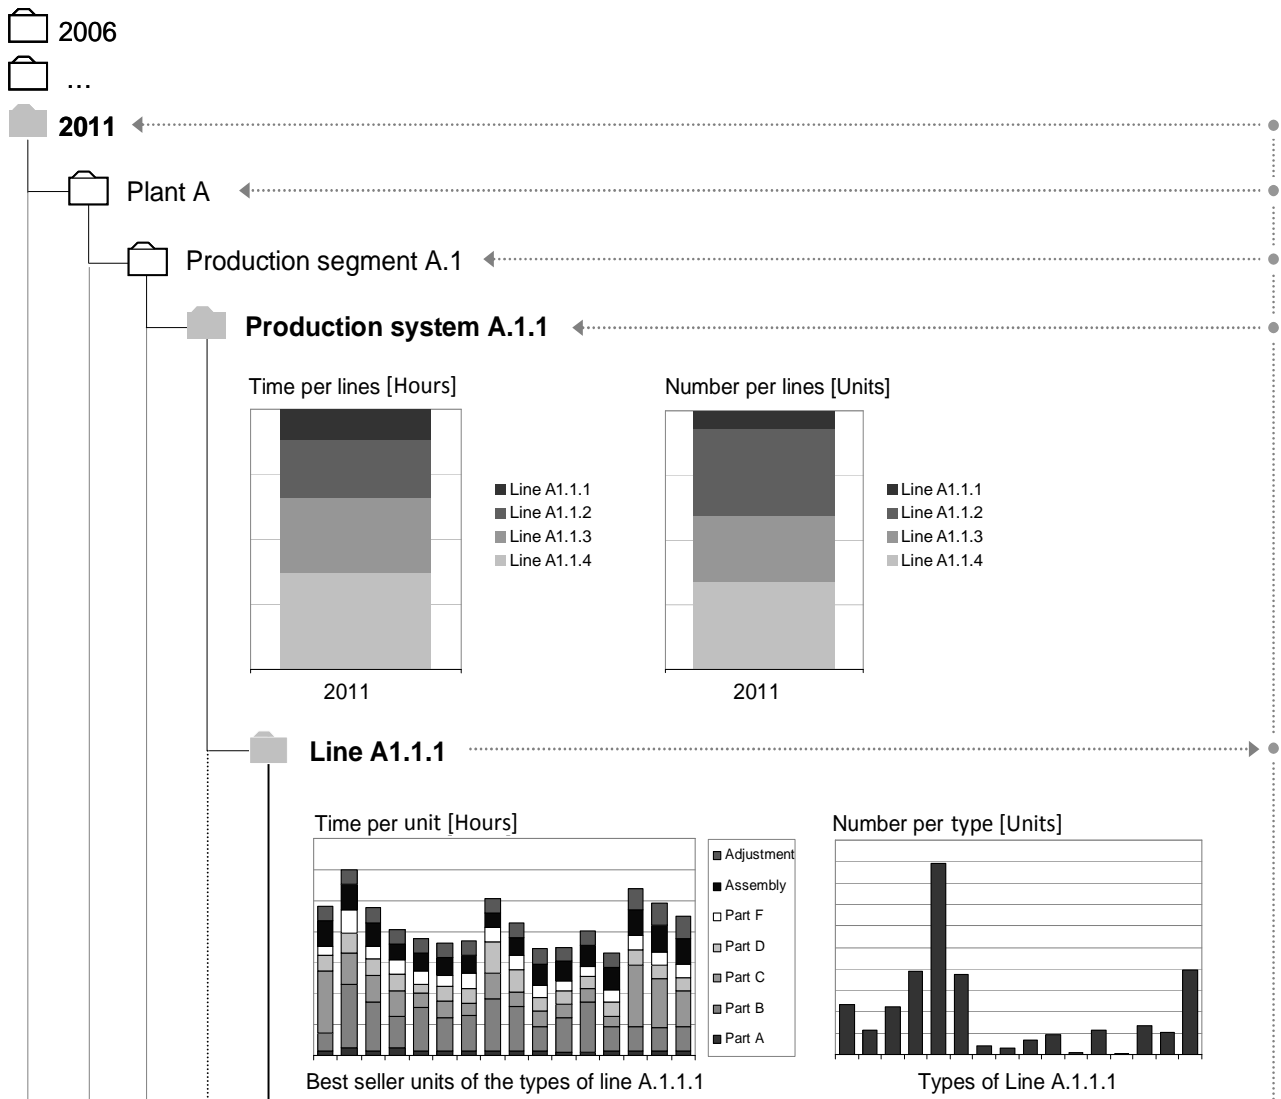 2006
...
2011
Plant A
Production segment A.1
Production system A.1.1
Time per lines [Hours]
Number per lines [Units]
Line A1.1.1
Line A1.1.2
Line A1.1.3
Line A1.1.4
Line A1.1.1
Line A1.1.2
Line A1.1.3
Line A1.1.4
2011
2011
Line A1.1.1
Time per unit [Hours]
Number per type [Units]
Adjustment
Assembly
Part F
Part D
Part C
Part B
Part A
Best seller units of the types of line A.1.1.1
Types of Line A.1.1.1